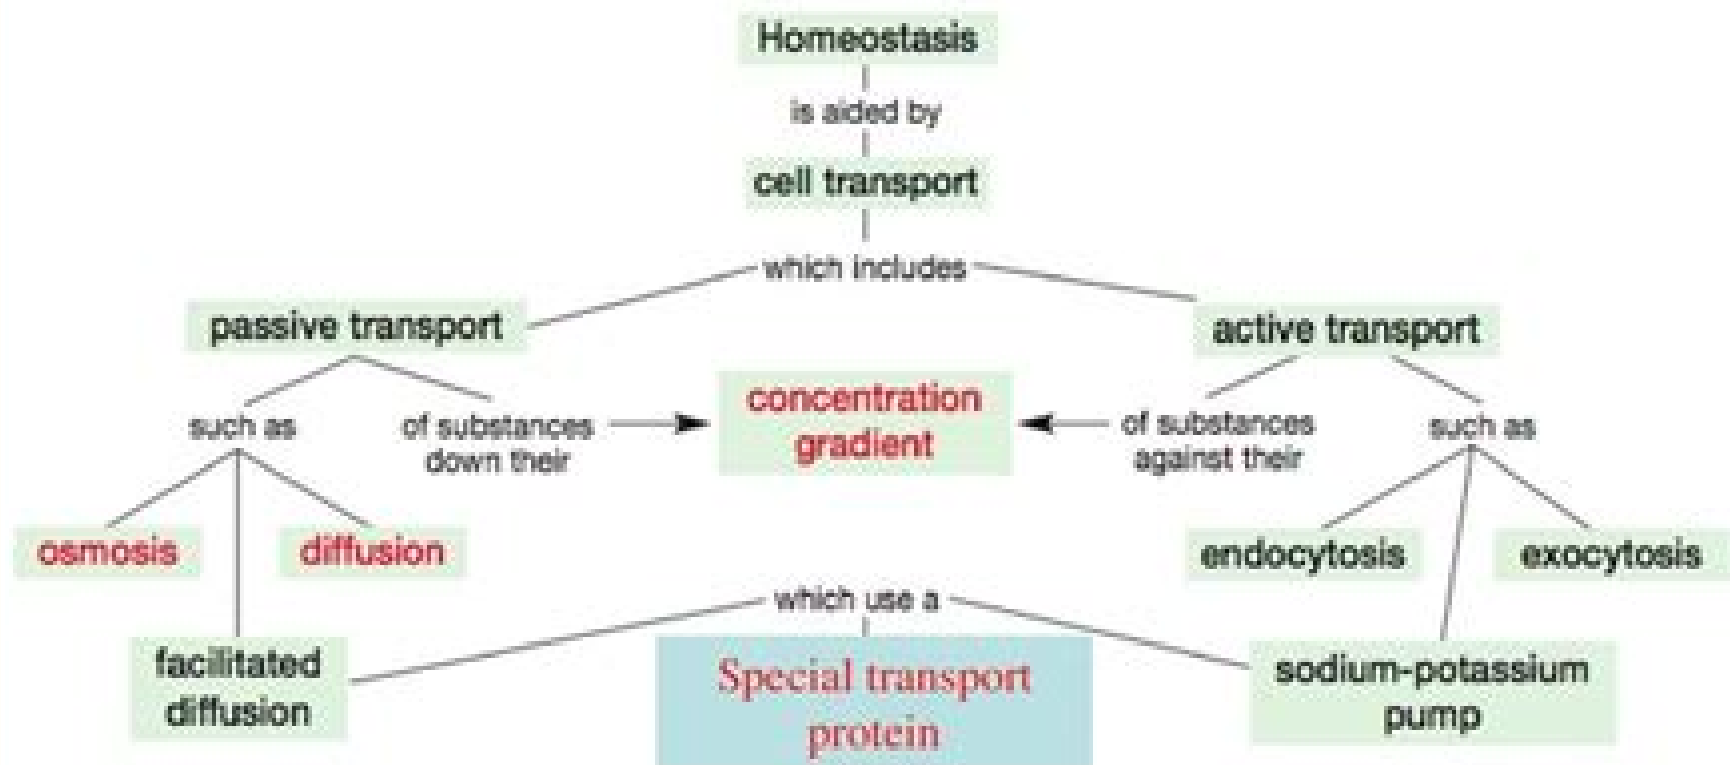 Homeostasis
is aided by
cell transport
which includes
passive transport
active transport
such as
of substances
down their
concentration
gradient
of substances
against their
such as
osmosis
diffusion
endocytosis
exocytosis
which use a
facilitated
diffusion
Special transport
protein
sodium-potassium
pump